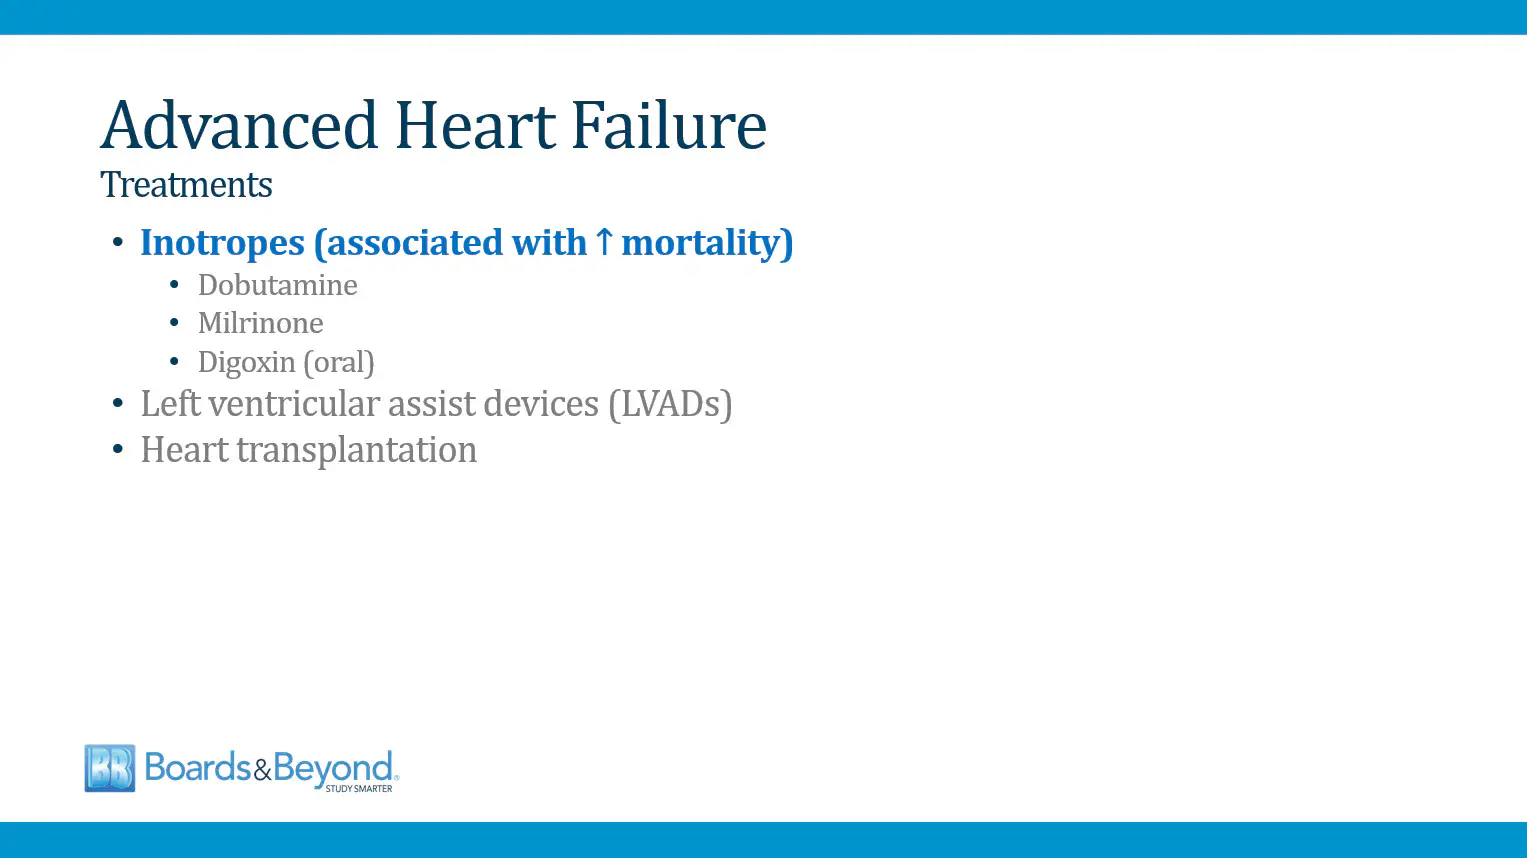 Advanced Heart Failure
Treatments
• Inotropes (associated with ↑ mortality)
• Dobutamine
• Milrinone
• Digoxin (oral)
• Left ventricular assist devices (LVADs)
• Heart transplantation
BB Boards&Beyond®
STUDY SMARTER